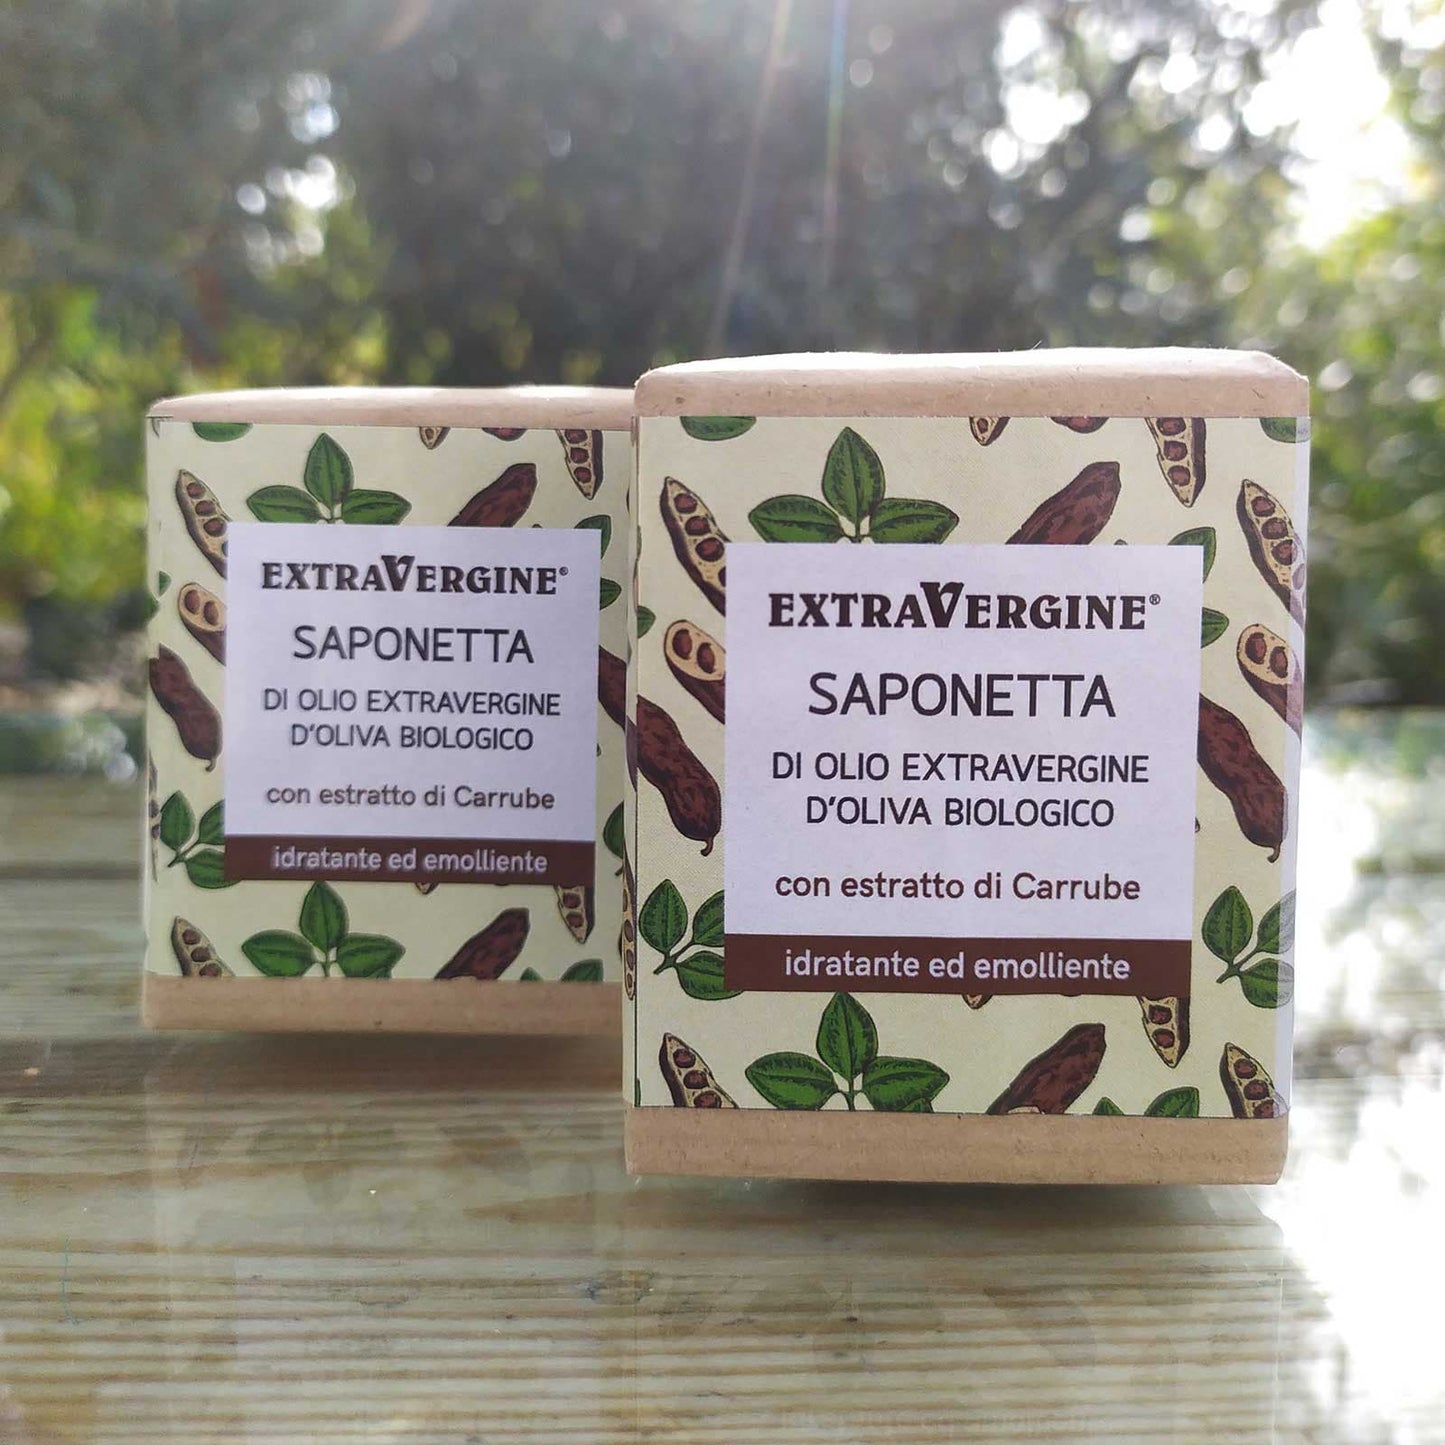 EXTRAVERGINE®
SAPONETTA
DI OLIO EXTRAVERGINE
D'OLIVA BIOLOGICO
con estratto di Carrube
idratante ed emolliente
EXTRAVERGINE®
SAPONETTA
DI OLIO EXTRAVERGINE
D'OLIVA BIOLOGICO
con estratto di Carrube
idratante ed emolliente